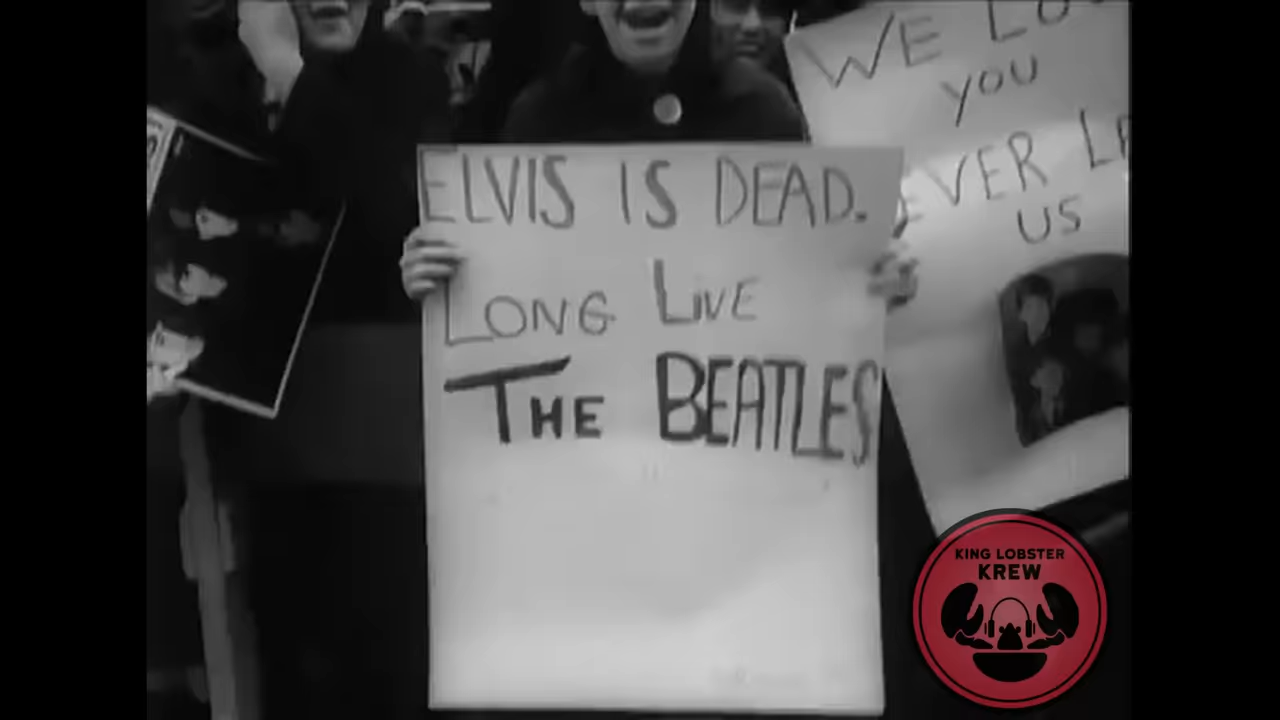 ELVIS IS DEAD.
LONG LIVE
THE BEATLES
WE
YOU
US
KING LOBSTER
KREW